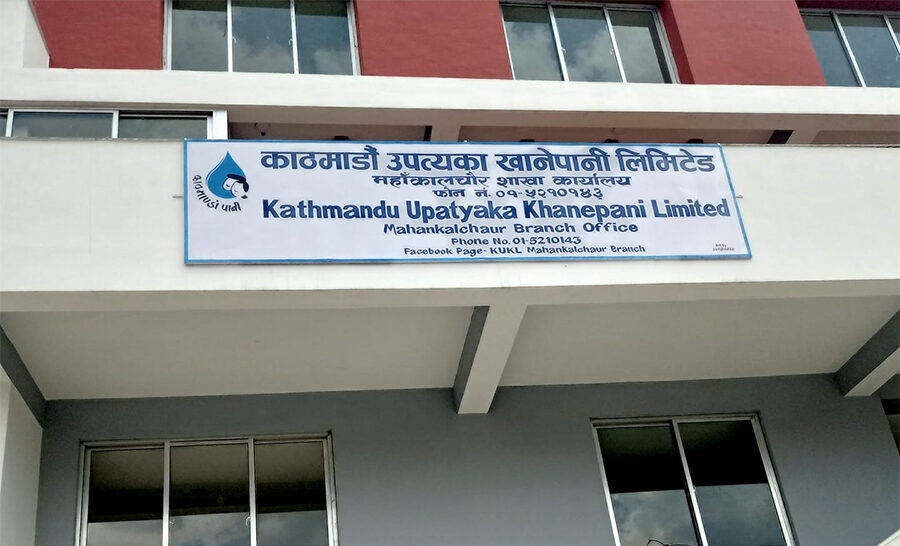 काठमाडौं उपत्यका खानेपानी लिमिटेड
महाँकालचौर शाखा कार्यालय
फोन नं. ०१-५२१०१४३
Kathmandu Upatyaka Khanepani Limited
Mahankalchaur Branch Office
Phone No. 01-5210143
Facebook Page- KUKL Mahankalchaur Branch